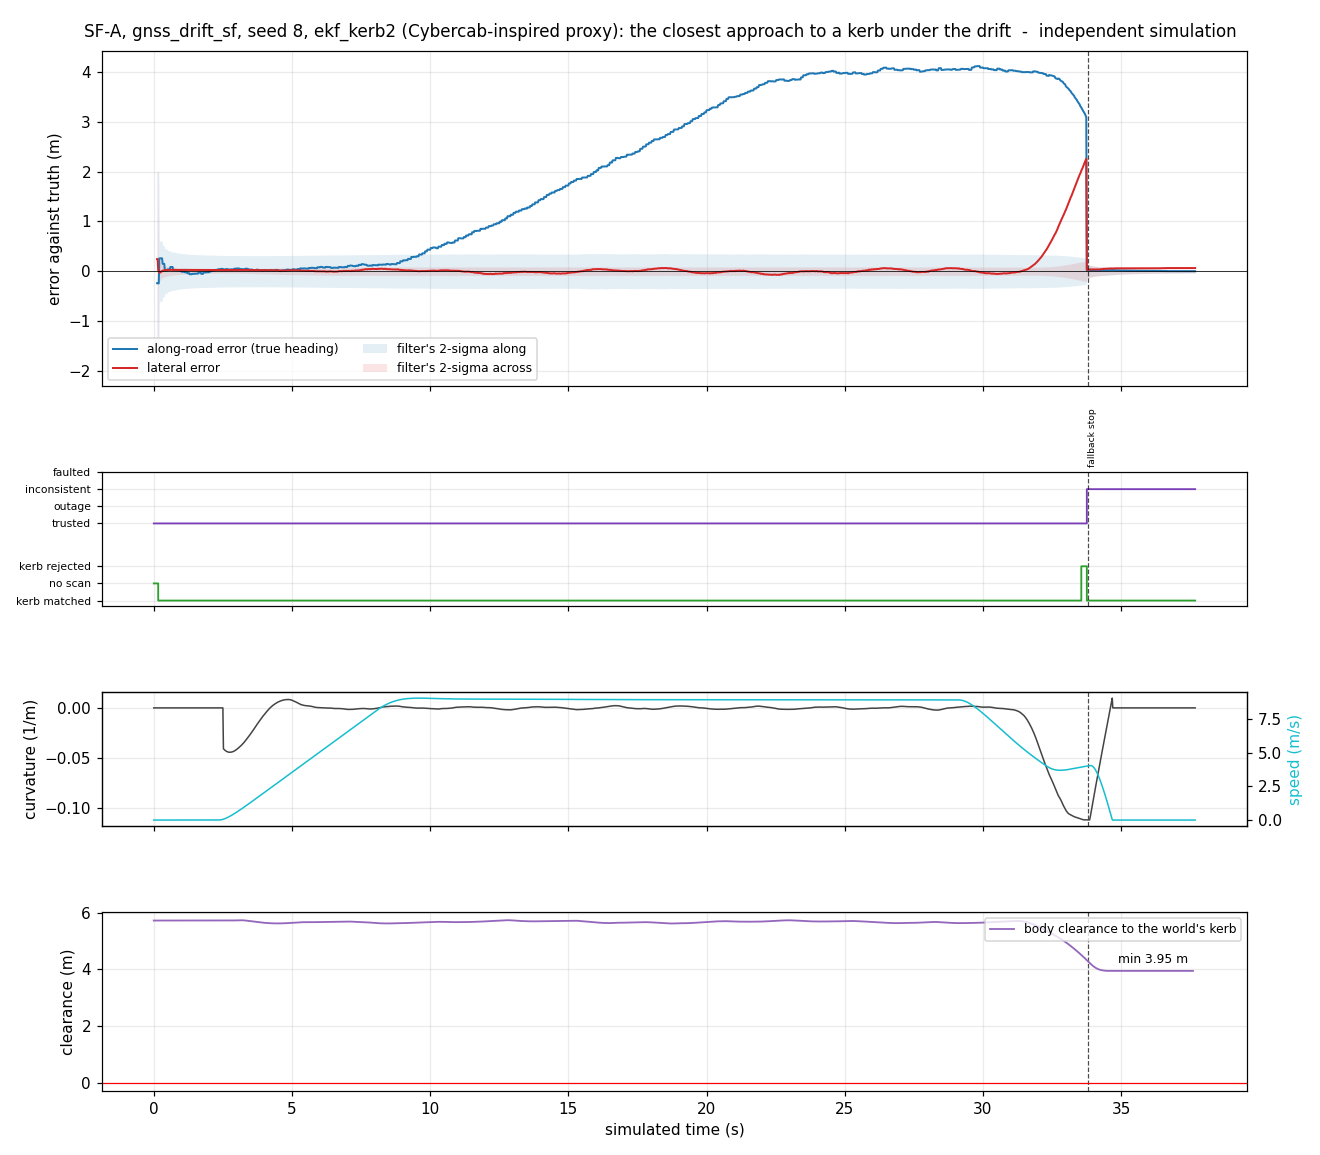 SF-A, gnss_drift_sf, seed 8, ekf_kerb2 (Cybercab-inspired proxy): the closest approach to a kerb under the drift - independent simulation
error against truth (m)
4
3
2
1
0
−1
−2
along-road error (true heading)
lateral error
filter's 2-sigma along
filter's 2-sigma across
fallback stop
faulted
inconsistent
outage
trusted
kerb rejected
no scan
kerb matched
curvature (1/m)
0.00
−0.05
−0.10
7.5
5.0
2.5
0.0
speed (m/s)
clearance (m)
6
4
2
0
body clearance to the world's kerb
min 3.95 m
0 5 10 15 20 25 30 35
simulated time (s)